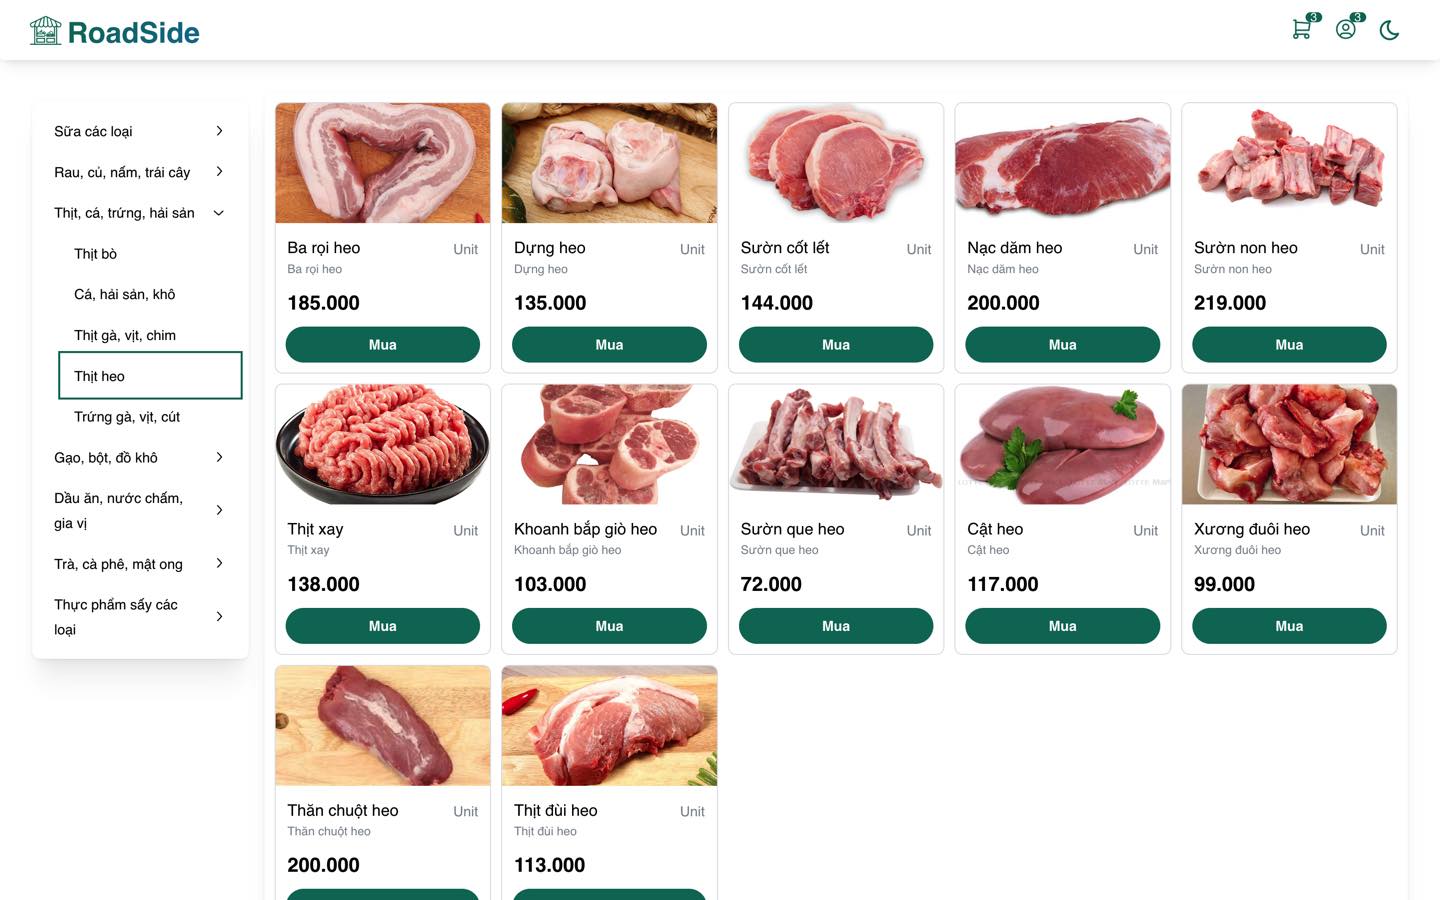 RoadSide
3
3
Sữa các loại
Rau, củ, nấm, trái cây
Thịt, cá, trứng, hải sản
Thịt bò
Cá, hải sản, khô
Thịt gà, vịt, chim
Thịt heo
Trứng gà, vịt, cút
Gạo, bột, đồ khô
Dầu ăn, nước chấm,
gia vị
Trà, cà phê, mật ong
Thực phẩm sấy các
loại
Ba rọi heo Unit
Ba rọi heo
185.000
Mua
Dựng heo Unit
Dựng heo
135.000
Mua
Sườn cốt lết Unit
Sườn cốt lết
144.000
Mua
Nạc dăm heo Unit
Nạc dăm heo
200.000
Mua
Sườn non heo Unit
Sườn non heo
219.000
Mua
Thịt xay Unit
Thịt xay
138.000
Mua
Khoanh bắp giò heo Unit
Khoanh bắp giò heo
103.000
Mua
Sườn que heo Unit
Sườn que heo
72.000
Mua
Cật heo Unit
Cật heo
117.000
Mua
Xương đuôi heo Unit
Xương đuôi heo
99.000
Mua
Thăn chuột heo Unit
Thăn chuột heo
200.000
Thịt đùi heo Unit
Thịt đùi heo
113.000